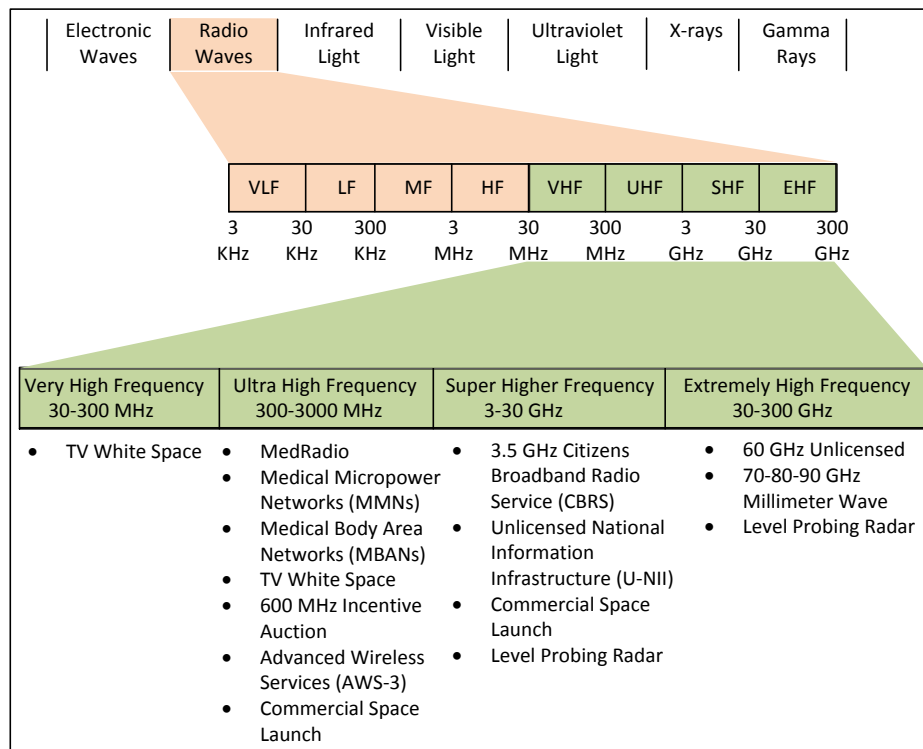 Electronic Waves
Radio Waves
Infrared Light
Visible Light
Ultraviolet Light
X-rays
Gamma Rays
VLF
LF
MF
HF
VHF
UHF
SHF
EHF
3 KHz
30 KHz
300 KHz
3 MHz
30 MHz
300 MHz
3 GHz
30 GHz
300 GHz
Very High Frequency
30-300 MHz
• TV White Space
Ultra High Frequency
300-3000 MHz
• MedRadio
• Medical Micropower
Networks (MMNs)
• Medical Body Area
Networks (MBANs)
• TV White Space
• 600 MHz Incentive
Auction
• Advanced Wireless
Services (AWS-3)
• Commercial Space
Launch
Super Higher Frequency
3-30 GHz
• 3.5 GHz Citizens
Broadband Radio
Service (CBRS)
• Unlicensed National
Information
Infrastructure (U-NII)
• Commercial Space
Launch
• Level Probing Radar
Extremely High Frequency
30-300 GHz
• 60 GHz Unlicensed
• 70-80-90 GHz
Millimeter Wave
• Level Probing Radar